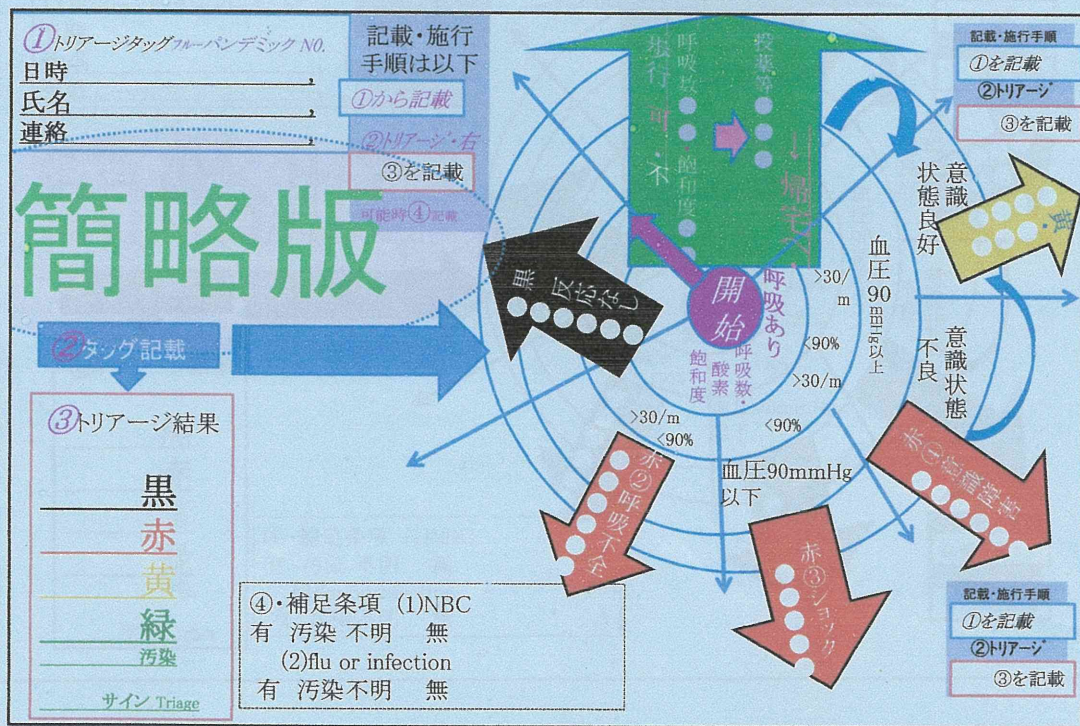 ①トリアージタッグフルーパンデミック NO.
日時
氏名
連絡
記載・施行
手順は以下
①から記載
②トリアージ・右
③を記載
可能時④記載
簡略版
②タッグ記載
③トリアージ結果
黒
赤
黄
緑
汚染
サイン Triage
④・補足条項 (1)NBC
有 汚染 不明 無
(2)flu or infection
有 汚染不明 無
歩行 可・不
呼吸数
飽和度
投薬等
→帰宅
黒 反応なし
開始
呼吸あり
呼吸数・
酸素
飽和度
>30/
m
<90%
>30/m
<90%
>30/m
<90%
血圧90mmHg以上
血圧90mmHg
以下
意識
状態良好
意識状態
不良
黄
赤②呼吸不全
赤③ショック
赤④意識障害
記載・施行手順
①を記載
②トリアージ
③を記載
記載・施行手順
①を記載
②トリアージ
③を記載